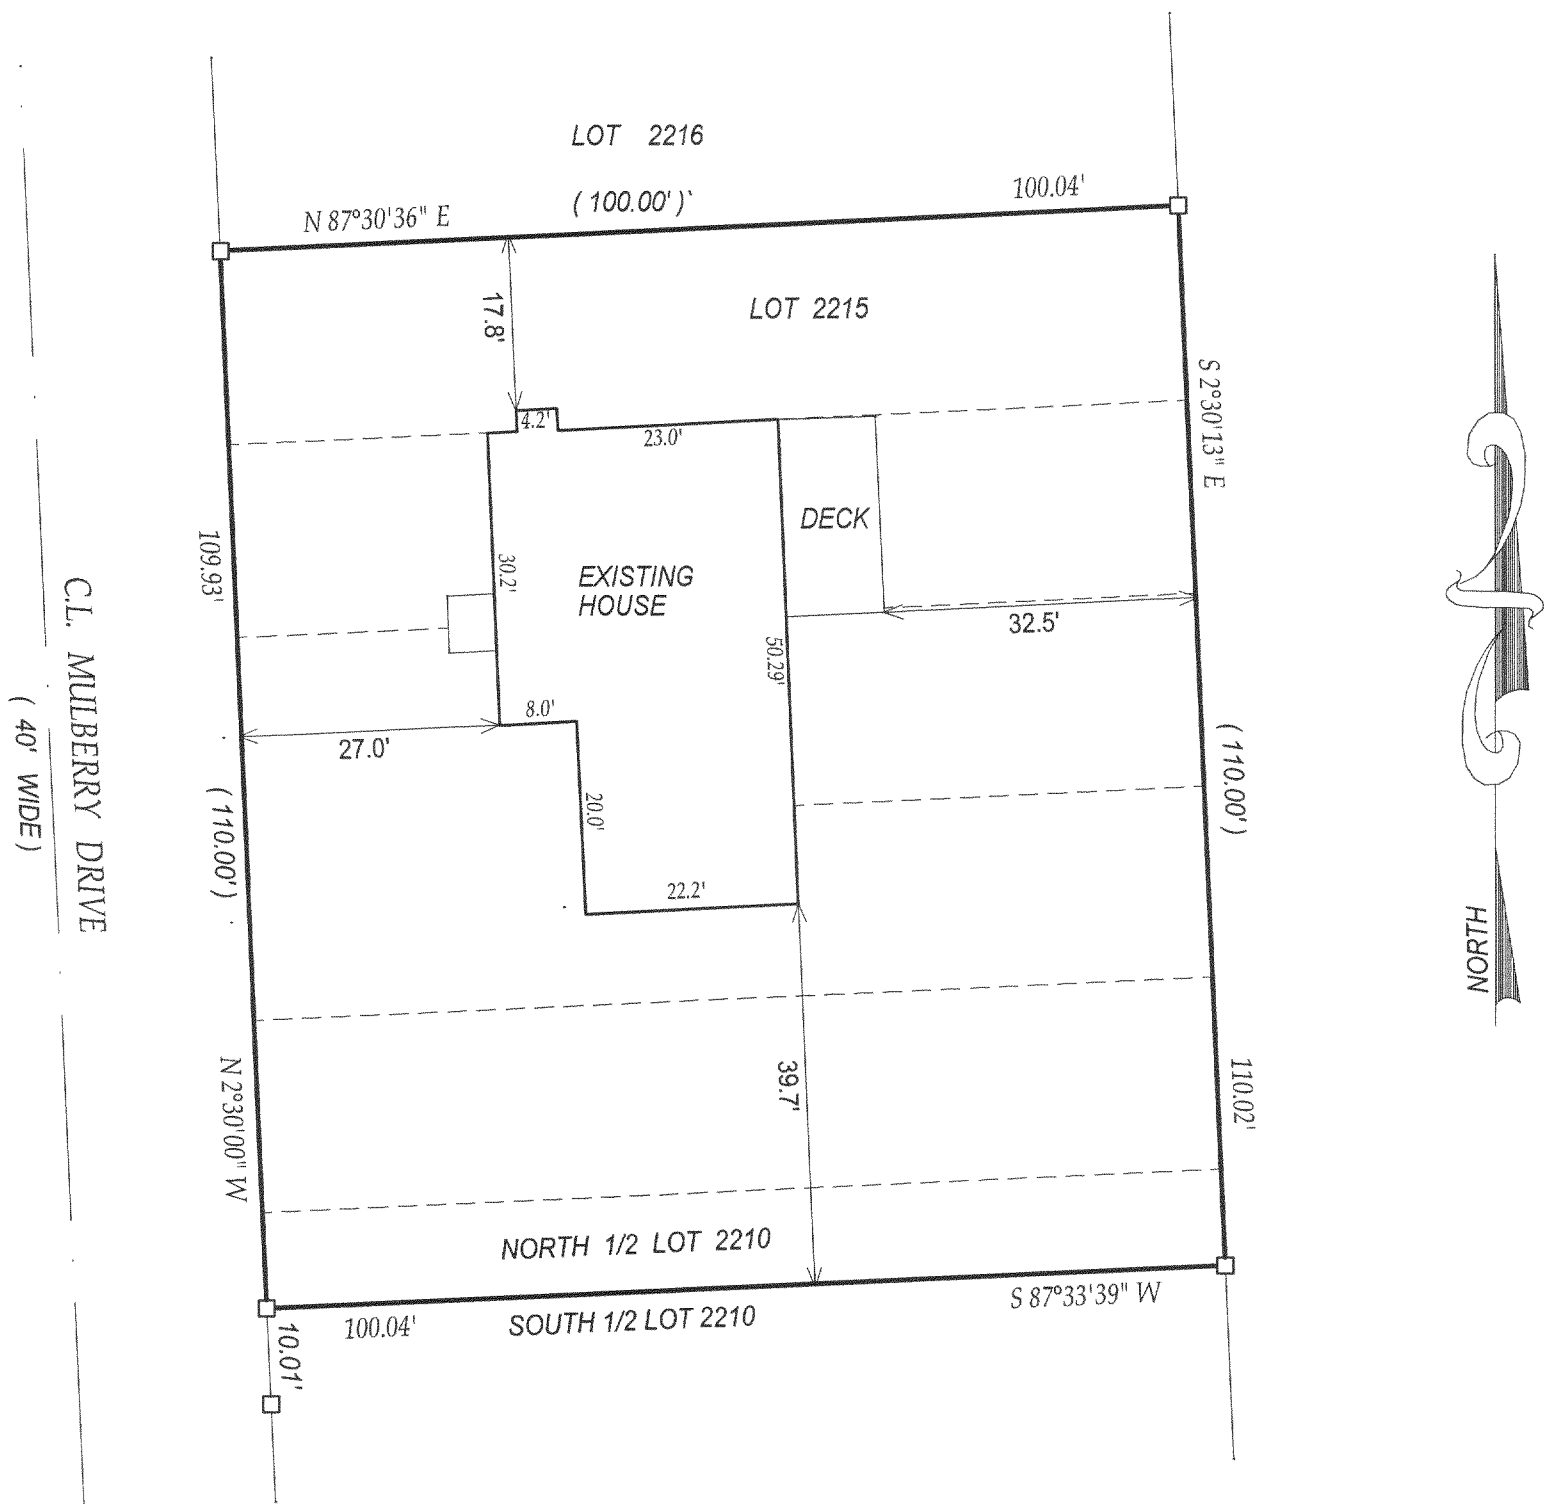 LOT 2216
( 100.00' )`
100.04'
N 87°30'36" E
17.8'
LOT 2215
S 2°30'13" E
4.2'
23.0'
DECK
109.93'
30.2'
EXISTING
HOUSE
32.5'
50.29'
C.L. MULBERRY DRIVE
( 40' WIDE )
8.0'
27.0'
( 110.00' )
20.0'
( 110.00' )
22.2'
NORTH
39.7'
110.02'
N 2°30'00" W
NORTH 1/2 LOT 2210
S 87°33'39" W
100.04'
SOUTH 1/2 LOT 2210
10.01'